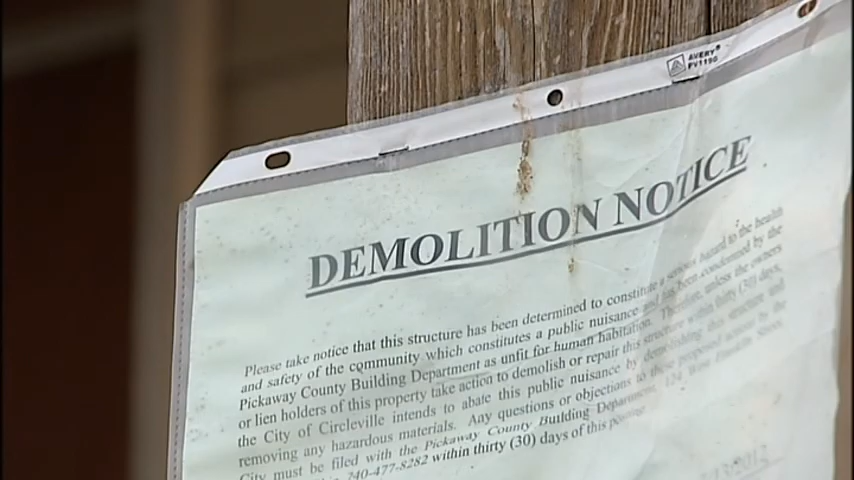 AVERY®
PV119G
DEMOLITION NOTICE
Please take notice that this structure has been determined to constitute a serious hazard to the health
and safety of the community which constitutes a public nuisance and has been condemned by the
Pickaway County Building Department as unfit for human habitation. Therefore, unless the owners
or lien holders of this property take action to demolish or repair this structure within thirty (30) days,
the City of Circleville intends to abate this public nuisance by demolishing this structure and
removing any hazardous materials. Any questions or objections to these proposed actions by the
City must be filed with the Pickaway County Building Department, 124 West Franklin Street,
740-477-8282 within thirty (30) days of this posting.